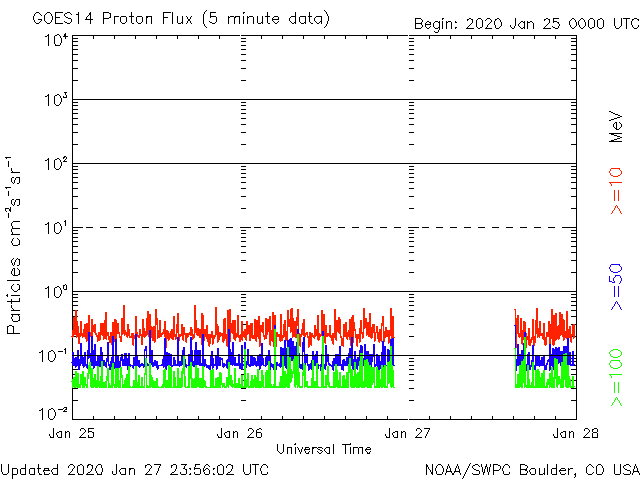 GOES14 Proton Flux (5 minute data)
Begin: 2020 Jan 25 0000 UTC
10⁴
10³
10²
10¹
10⁰
10⁻¹
10⁻²
Particles cm⁻²s⁻¹sr⁻¹
MeV
>=10
>=50
>=100
Jan 25
Jan 26
Jan 27
Jan 28
Universal Time
Updated 2020 Jan 27 23:56:02 UTC
NOAA/SWPC Boulder, CO USA